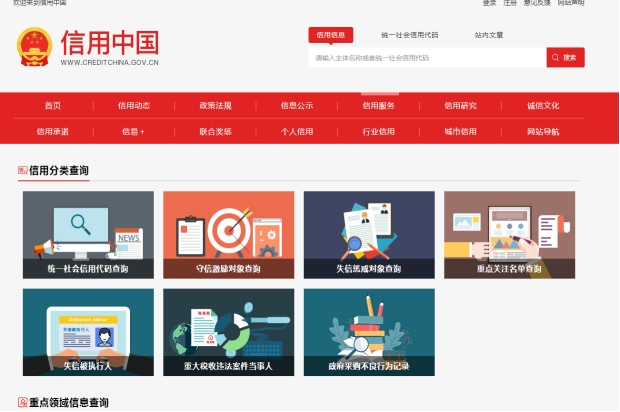 欢迎来到信用中国
登录 注册 意见反馈 网站声明
信用中国
WWW.CREDITCHINA.GOV.CN
信用信息 统一社会信用代码 站内文章
请输入主体名称或者统一社会信用代码 搜索
首页 信用动态 政策法规 信息公示 信用服务 信用研究 诚信文化
信用承诺 信易+ 联合奖惩 个人信用 行业信用 城市信用 网站导航
信用分类查询
NEWS
统一社会信用代码查询 守信激励对象查询 失信惩戒对象查询 重点关注名单查询
失信被执行人
失信被执行人 重大税收违法案件当事人 政府采购不良行为记录
重点领域信息查询